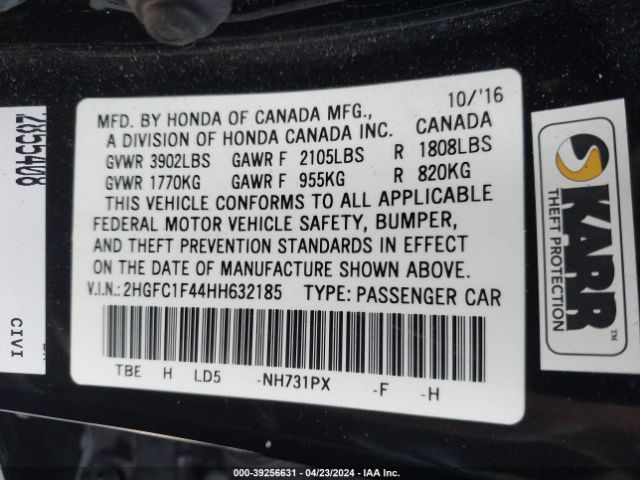 MFD. BY HONDA OF CANADA MFG., 10/'16
A DIVISION OF HONDA CANADA INC. CANADA
GVWR 3902LBS GAWR F 2105LBS R 1808LBS
GVWR 1770KG GAWR F 955KG R 820KG
THIS VEHICLE CONFORMS TO ALL APPLICABLE
FEDERAL MOTOR VEHICLE SAFETY, BUMPER,
AND THEFT PREVENTION STANDARDS IN EFFECT
ON THE DATE OF MANUFACTURE SHOWN ABOVE.
V.I.N.: 2HGFC1F44HH632185 TYPE: PASSENGER CAR
TBE H LD5 -NH731PX -F -H
KARR™
THEFT PROTECTION
CIVI
000-39256631 - 04/23/2024 - IAA Inc.